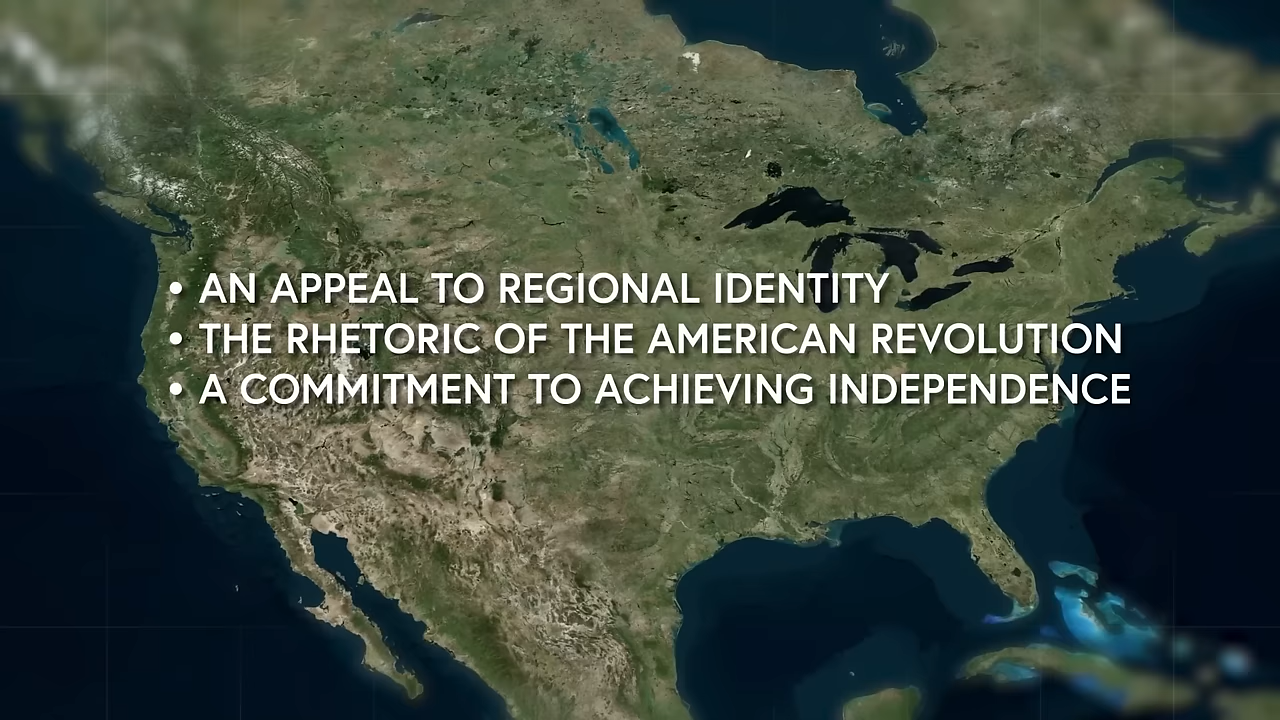 • AN APPEAL TO REGIONAL IDENTITY
• THE RHETORIC OF THE AMERICAN REVOLUTION
• A COMMITMENT TO ACHIEVING INDEPENDENCE